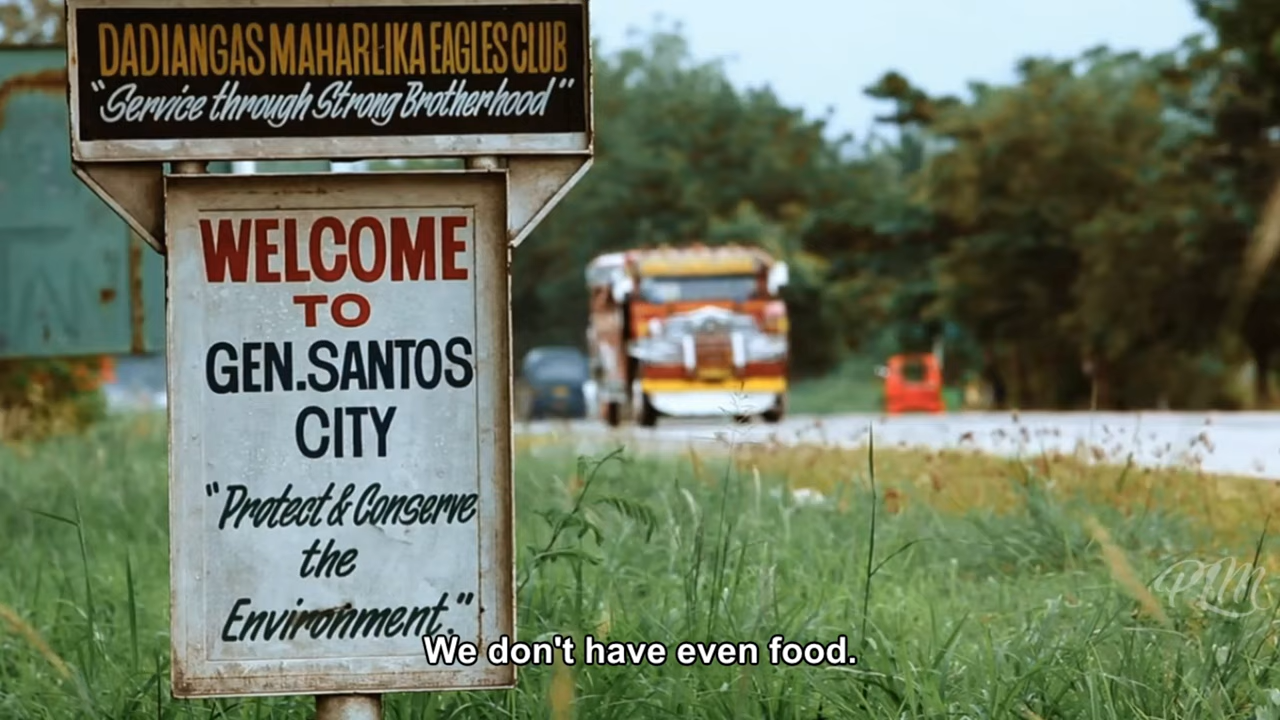 DADIANGAS MAHARLIKA EAGLES CLUB
"Service through Strong Brotherhood"
WELCOME
TO
GEN.SANTOS
CITY
"Protect & Conserve
the
Environment."
We don't have even food.
PLM